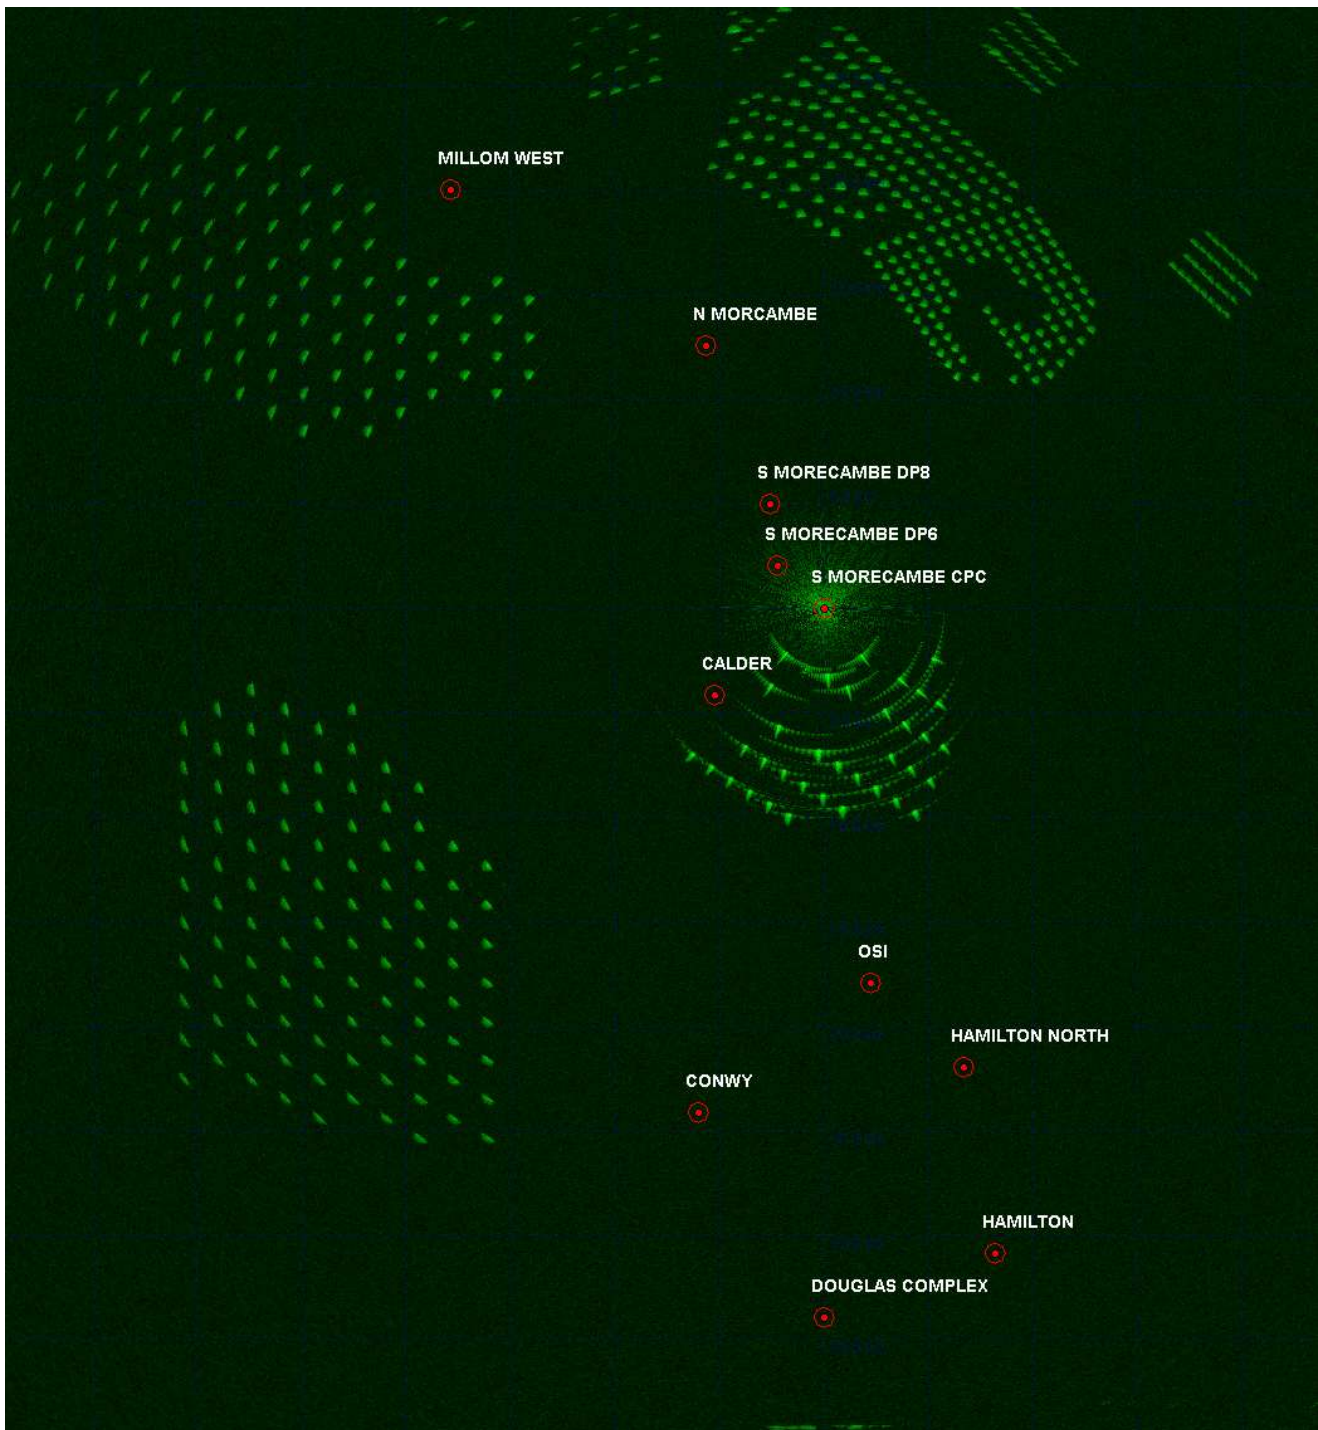 MILLOM WEST
N MORCAMBE
S MORECAMBE DP8
S MORECAMBE DP6
S MORECAMBE CPC
CALDER
OSI
HAMILTON NORTH
CONWY
HAMILTON
DOUGLAS COMPLEX